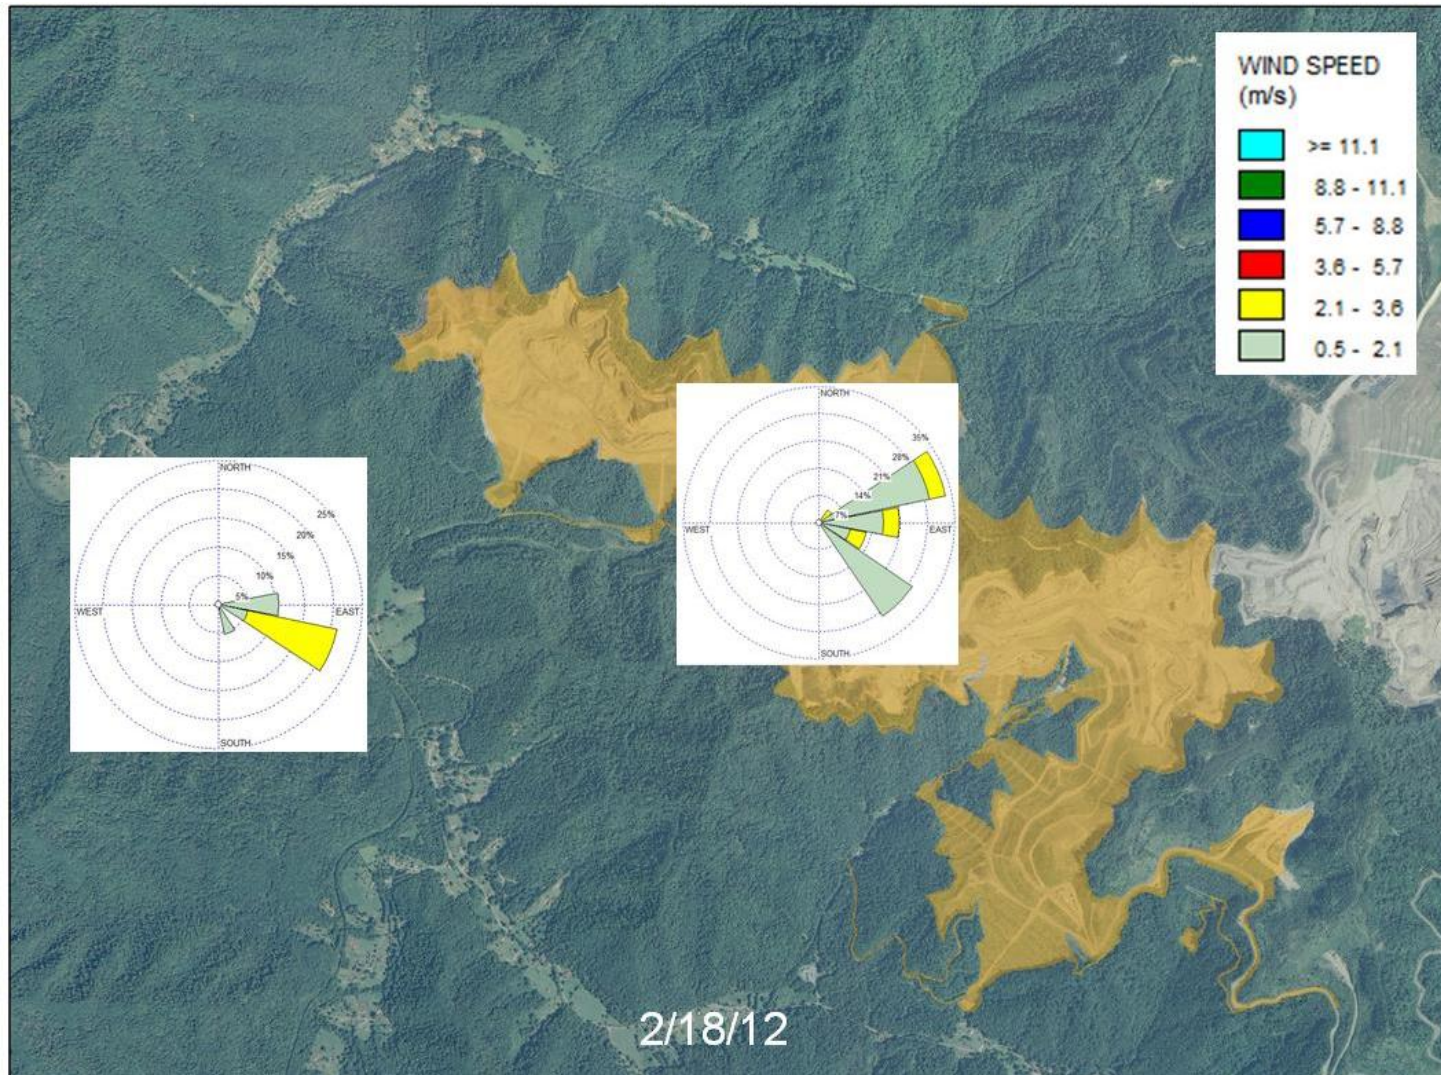 WIND SPEED
(m/s)
>= 11.1
8.8 - 11.1
5.7 - 8.8
3.6 - 5.7
2.1 - 3.6
0.5 - 2.1
NORTH
35%
28%
21%
14%
7%
WEST
EAST
SOUTH
NORTH
25%
20%
15%
10%
5%
WEST
EAST
SOUTH
2/18/12